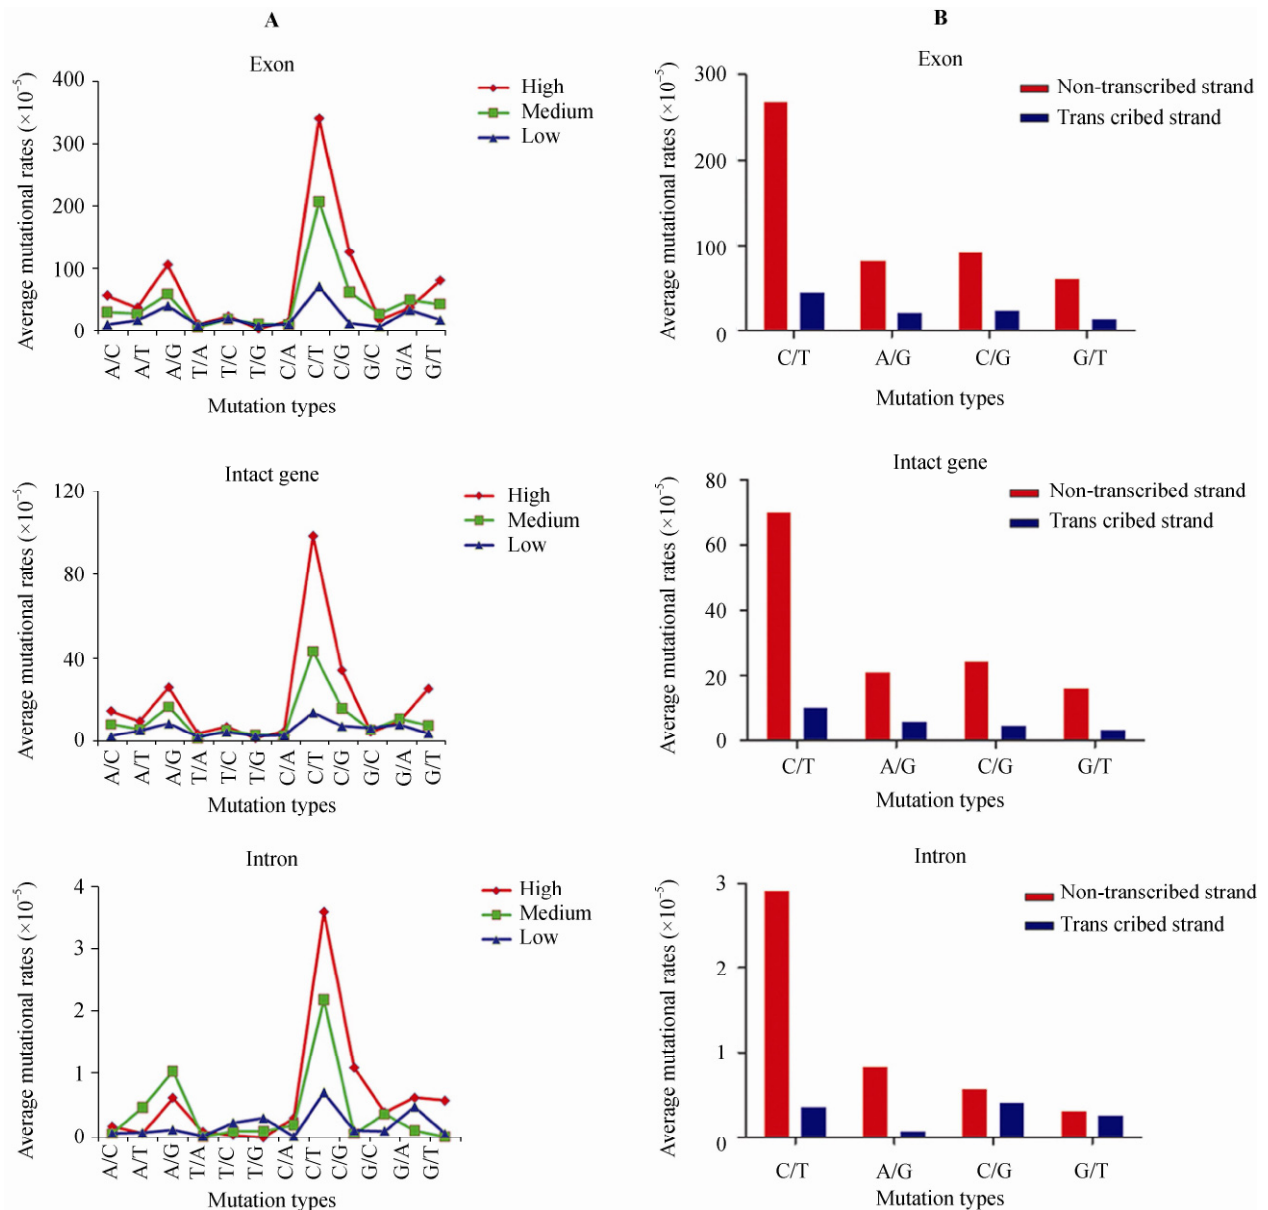 A
Exon
Average mutational rates (×10⁻⁵)
400
300
200
100
0
High
Medium
Low
A/C A/T A/G T/A T/C T/G C/A C/T C/G G/C G/A G/T
Mutation types
Intact gene
Average mutational rates (×10⁻⁵)
120
80
40
0
High
Medium
Low
A/C A/T A/G T/A T/C T/G C/A C/T C/G G/C G/A G/T
Mutation types
Intron
Average mutational rates (×10⁻⁵)
4
3
2
1
0
High
Medium
Low
A/C A/T A/G T/A T/C T/G C/A C/T C/G G/C G/A G/T
Mutation types
B
Exon
Average mutational rates (×10⁻⁵)
300
200
100
0
Non-transcribed strand
Trans cribed strand
C/T A/G C/G G/T
Mutation types
Intact gene
Average mutational rates (×10⁻⁵)
80
60
40
20
0
Non-transcribed strand
Trans cribed strand
C/T A/G C/G G/T
Mutation types
Intron
Average mutational rates (×10⁻⁵)
3
2
1
0
Non-transcribed strand
Trans cribed strand
C/T A/G C/G G/T
Mutation types